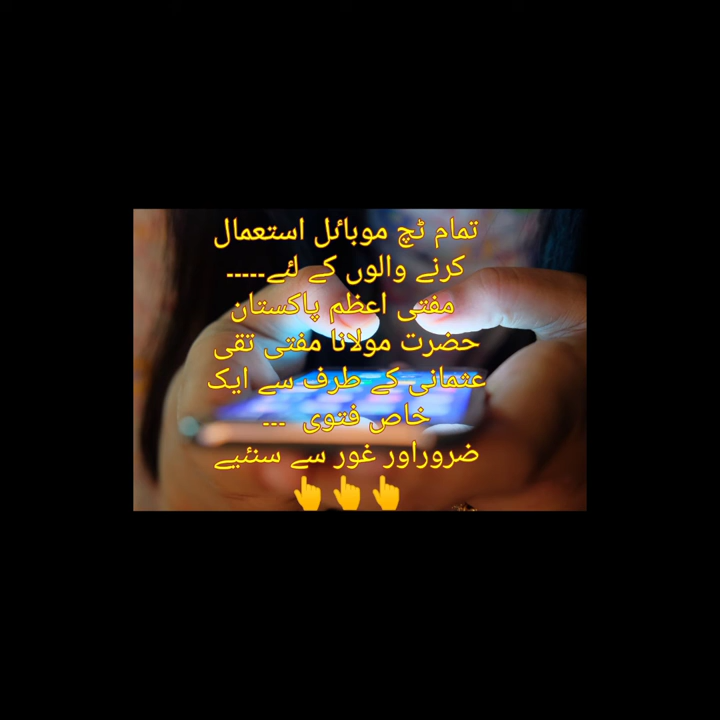 تمام ٹچ موبائل استعمال
کرنے والوں کے لئے-----
مفتی اعظم پاکستان
حضرت مولانا مفتی تقی
عثمانی کے طرف سے ایک
خاص فتوی ---
ضروراور غور سے سنئیے
👆👆👆